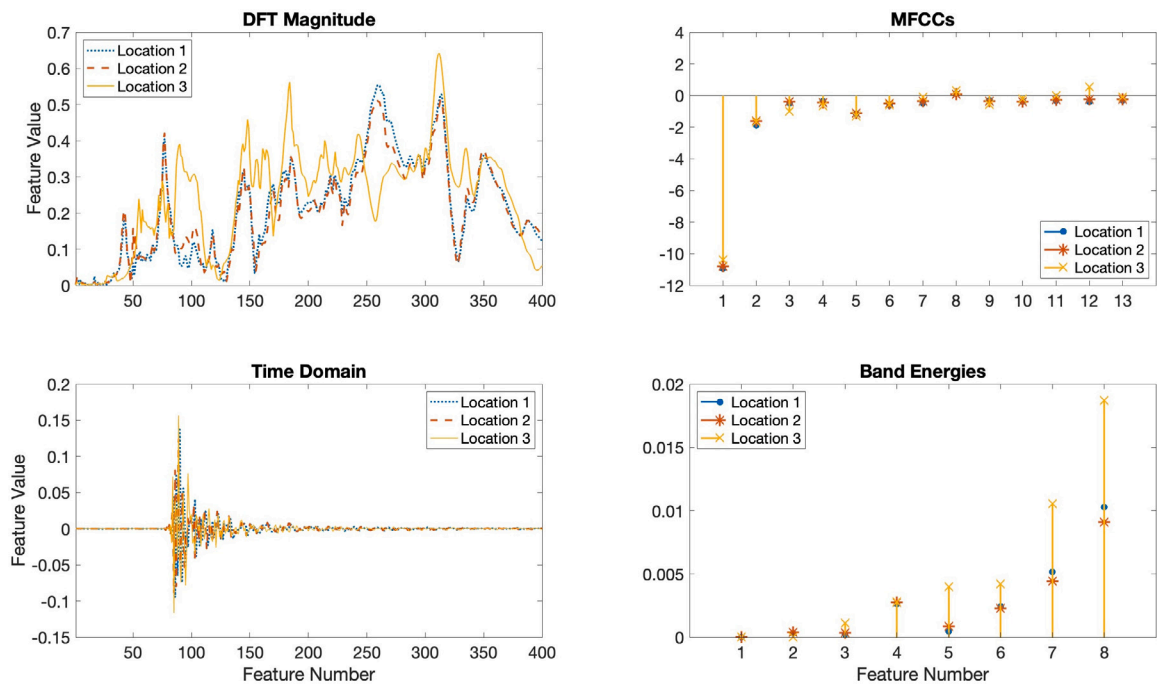 DFT Magnitude
0.7
0.6
0.5
0.4
0.3
0.2
0.1
0
Feature Value
Location 1
Location 2
Location 3
50 100 150 200 250 300 350 400
MFCCs
4
2
0
-2
-4
-6
-8
-10
-12
Location 1
Location 2
Location 3
1 2 3 4 5 6 7 8 9 10 11 12 13
Time Domain
0.2
0.15
0.1
0.05
0
-0.05
-0.1
-0.15
Feature Value
Location 1
Location 2
Location 3
50 100 150 200 250 300 350 400
Feature Number
Band Energies
0.02
0.015
0.01
0.005
0
Location 1
Location 2
Location 3
1 2 3 4 5 6 7 8
Feature Number